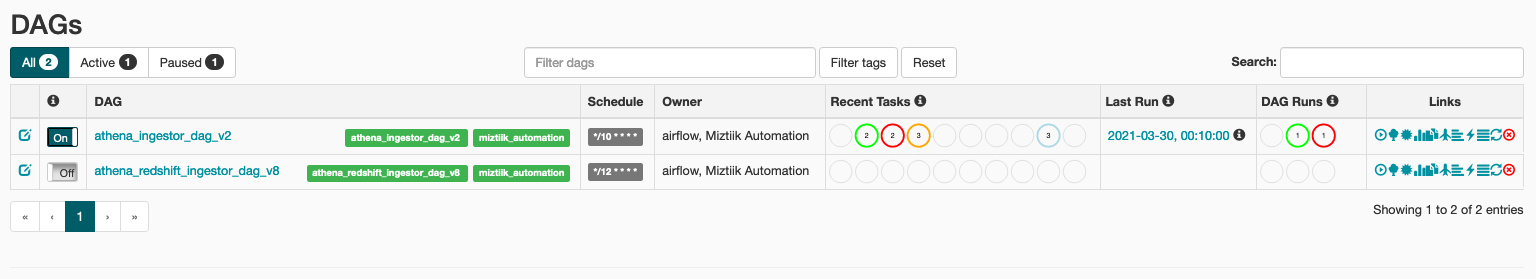 DAGs
All 2 Active 1 Paused 1 Filter dags Filter tags Reset Search:
DAG Schedule Owner Recent Tasks Last Run DAG Runs Links
On athena_ingestor_dag_v2 athena_ingestor_dag_v2 miztiik_automation */10 * * * * airflow, Miztiik Automation 2 2 3 3 2021-03-30, 00:10:00 1 1
Off athena_redshift_ingestor_dag_v8 athena_redshift_ingestor_dag_v8 miztiik_automation */12 * * * * airflow, Miztiik Automation
« ‹ 1 › » Showing 1 to 2 of 2 entries